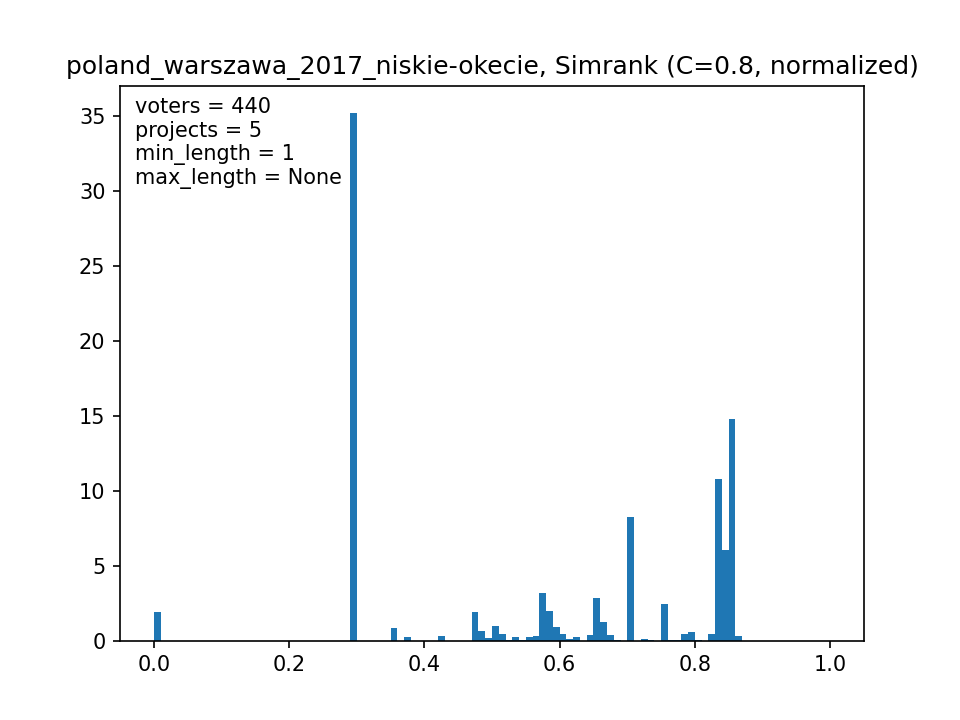 poland_warszawa_2017_niskie-okecie, Simrank (C=0.8, normalized)
voters = 440
projects = 5
min_length = 1
max_length = None
35
30
25
20
15
10
5
0
0.0 0.2 0.4 0.6 0.8 1.0